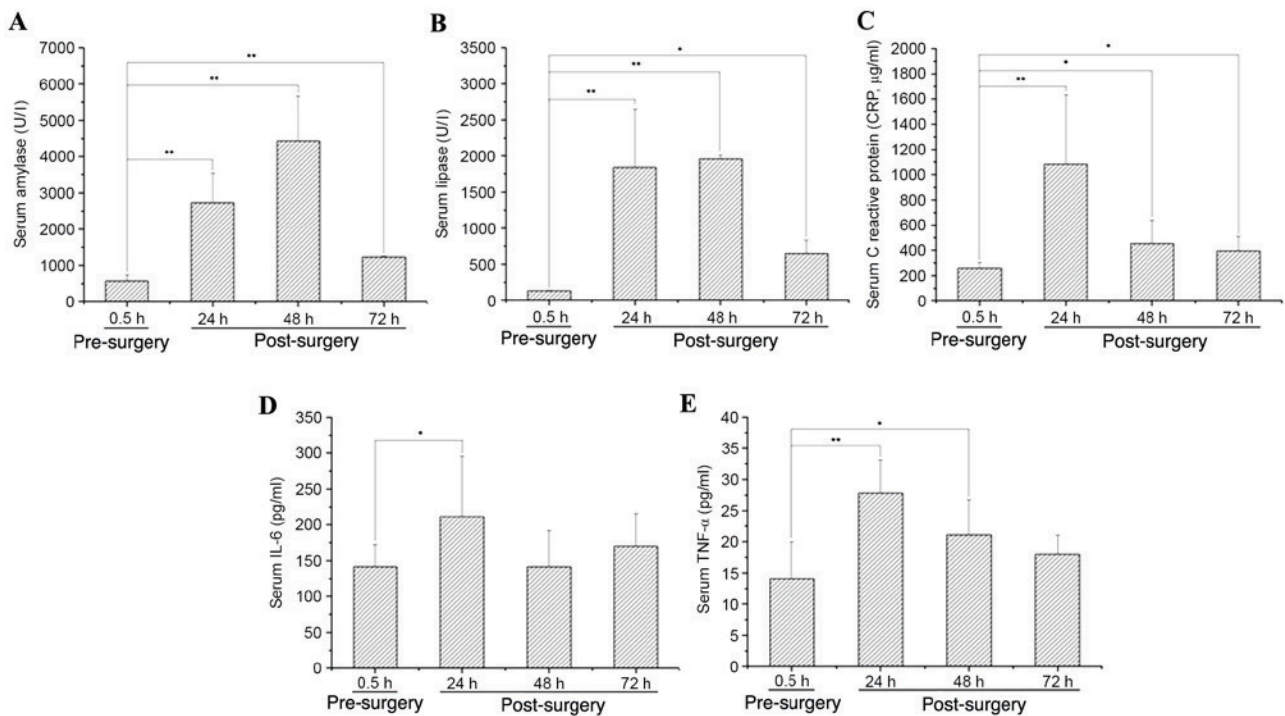 A
Serum amylase (U/l)
7000
6000
5000
4000
3000
2000
1000
0
**
**
**
0.5 h 24 h 48 h 72 h
Pre-surgery Post-surgery
B
Serum lipase (U/l)
3500
3000
2500
2000
1500
1000
500
0
*
**
**
0.5 h 24 h 48 h 72 h
Pre-surgery Post-surgery
C
Serum C reactive protein (CRP, µg/ml)
2000
1800
1600
1400
1200
1000
800
600
400
200
0
*
*
**
0.5 h 24 h 48 h 72 h
Pre-surgery Post-surgery
D
Serum IL-6 (pg/ml)
350
300
250
200
150
100
50
0
*
0.5 h 24 h 48 h 72 h
Pre-surgery Post-surgery
E
Serum TNF-α (pg/ml)
40
35
30
25
20
15
10
5
0
*
**
0.5 h 24 h 48 h 72 h
Pre-surgery Post-surgery